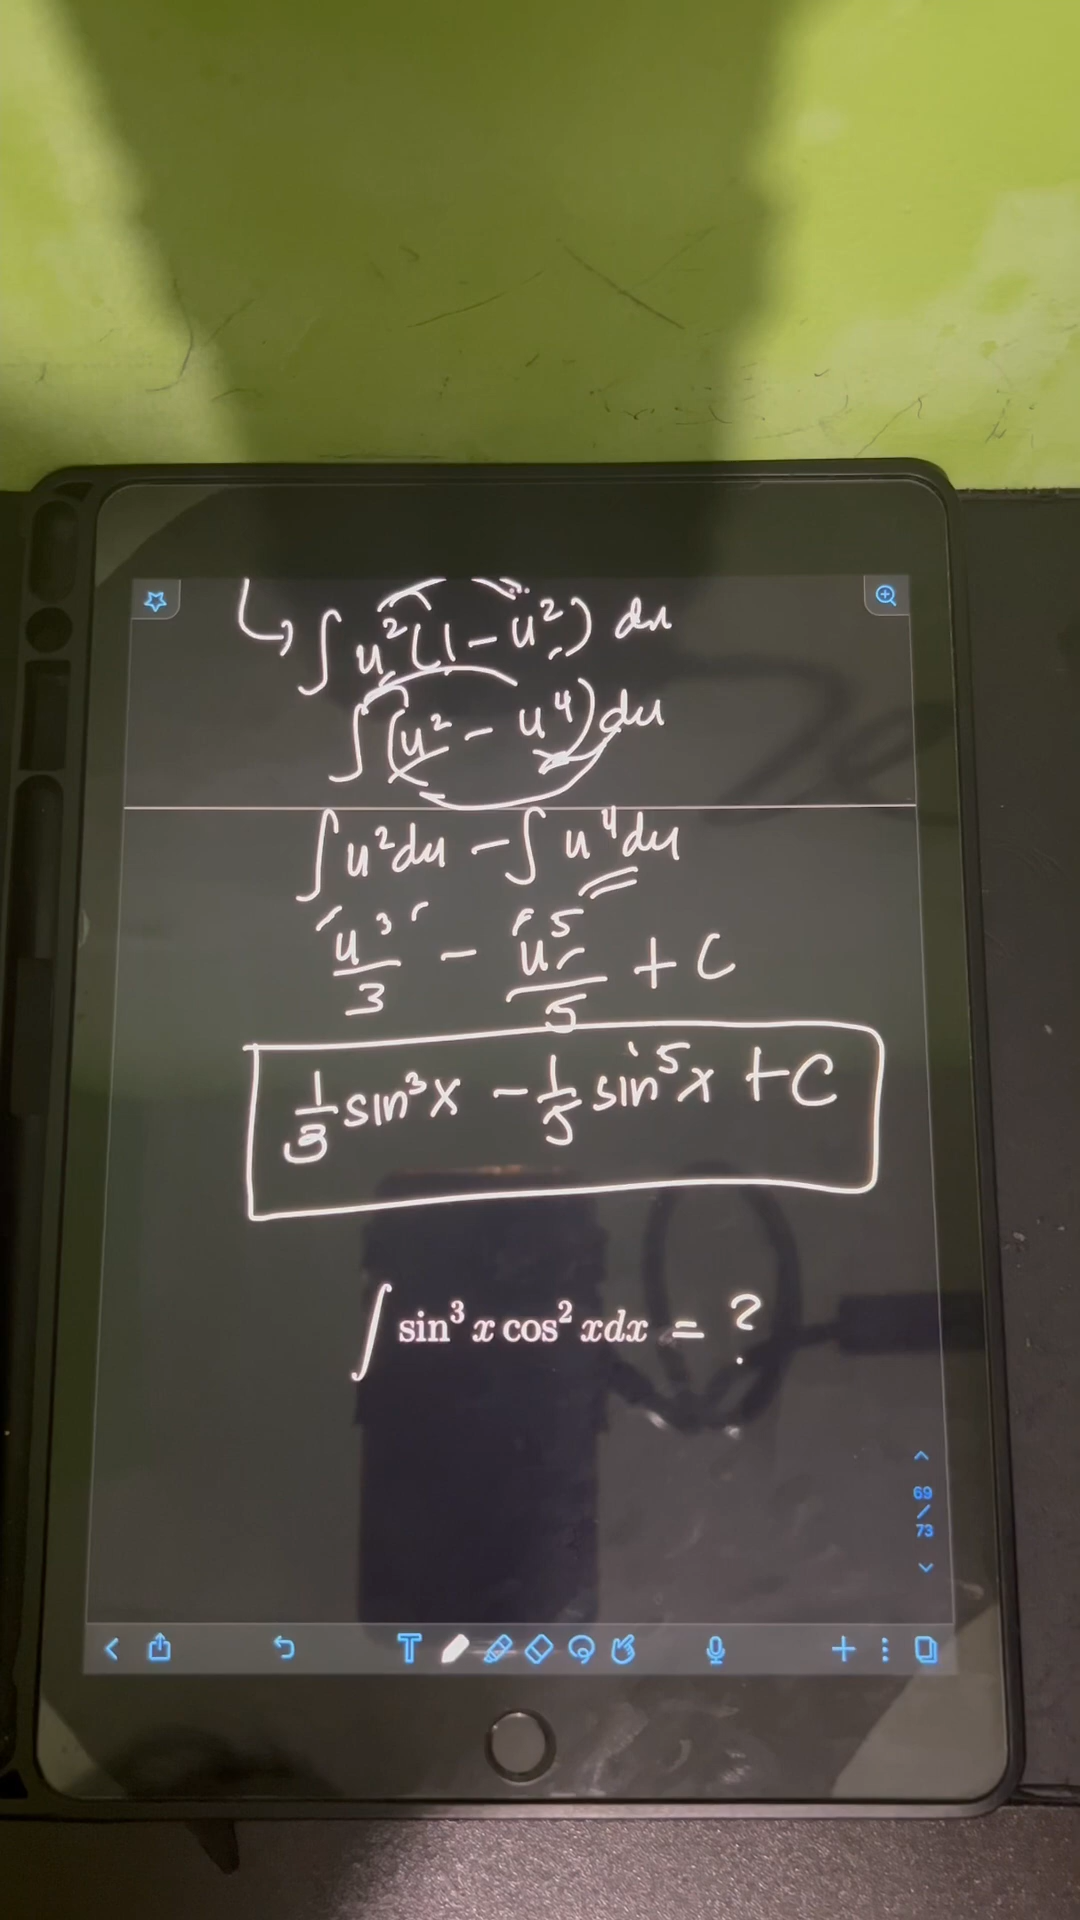 ∫u²(1−u²) du
∫(u² − u⁴)du
∫u²du − ∫u⁴du
u³/3 − u⁵/5 + C
1/3 sin³x − 1/5 sin⁵x + C
∫ sin³ x cos² xdx = ?
69
/
73
T